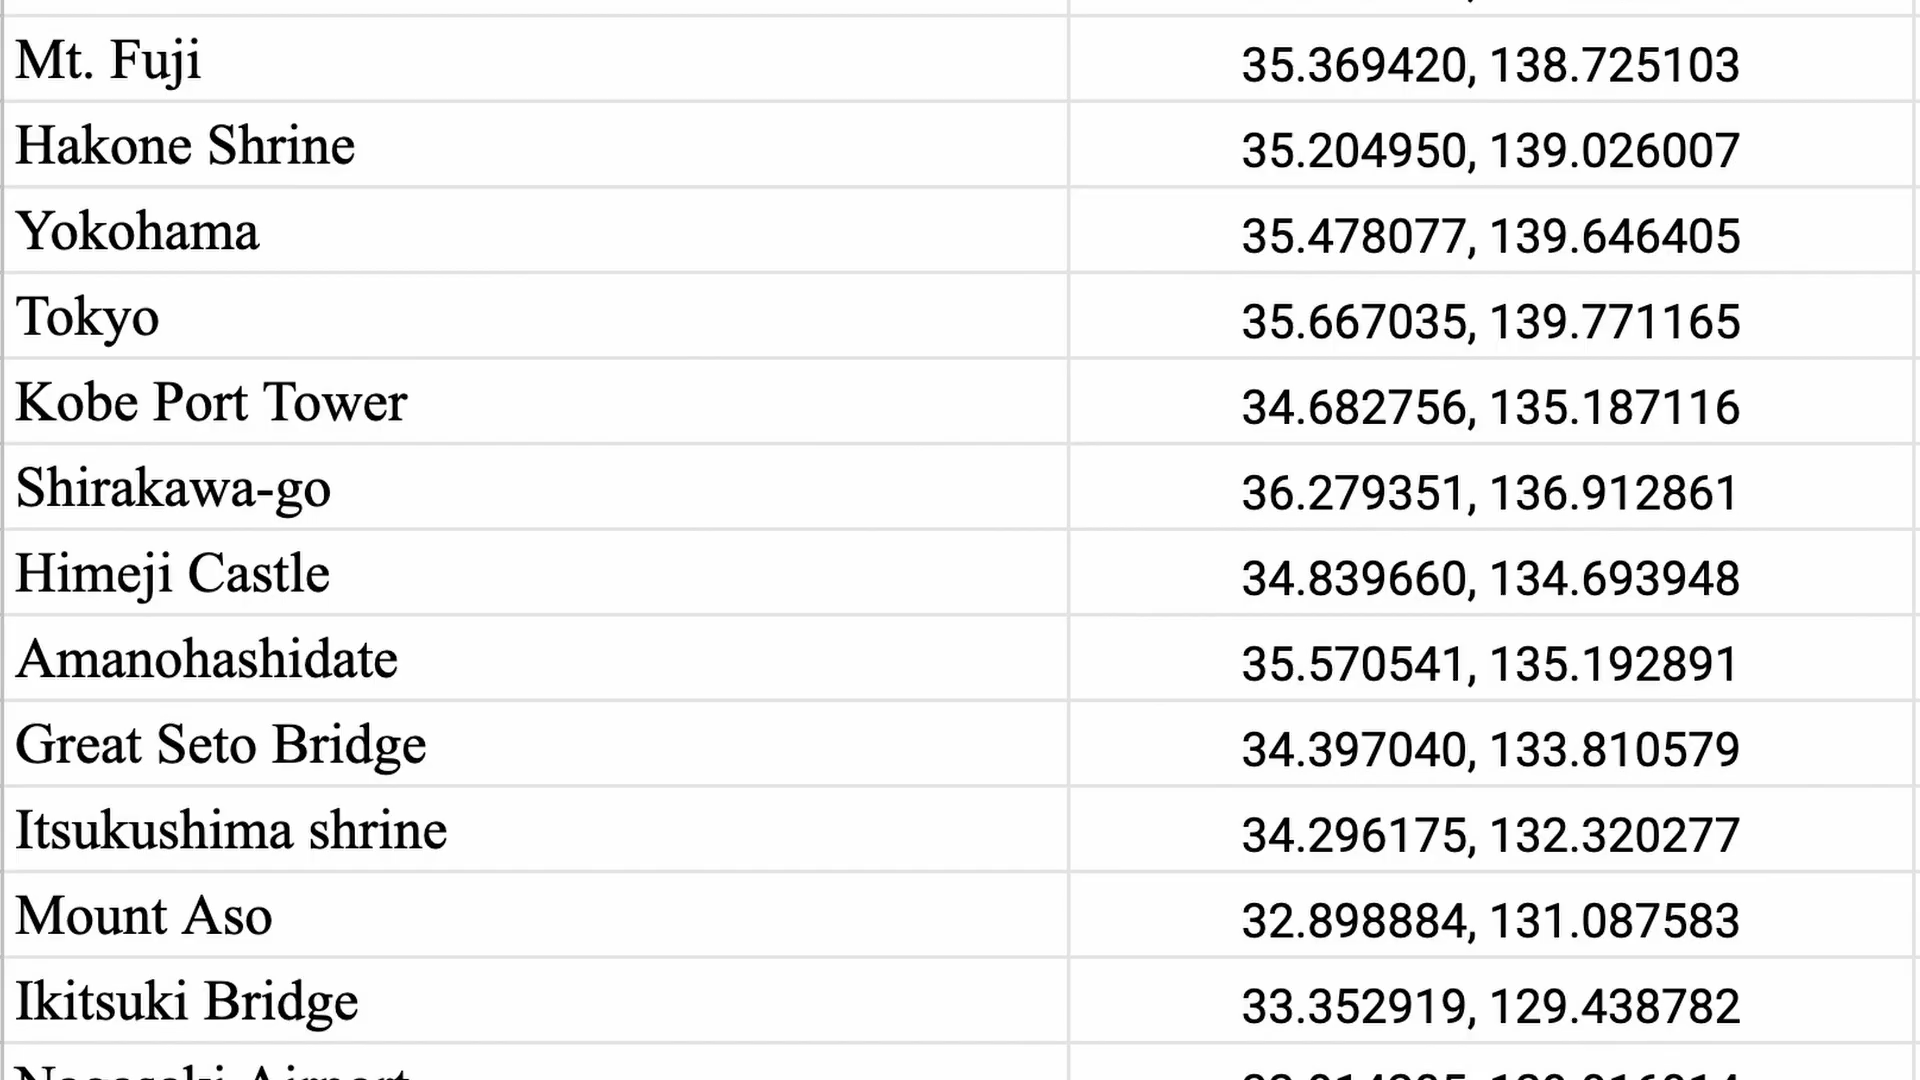 Mt. Fuji 35.369420, 138.725103
Hakone Shrine 35.204950, 139.026007
Yokohama 35.478077, 139.646405
Tokyo 35.667035, 139.771165
Kobe Port Tower 34.682756, 135.187116
Shirakawa-go 36.279351, 136.912861
Himeji Castle 34.839660, 134.693948
Amanohashidate 35.570541, 135.192891
Great Seto Bridge 34.397040, 133.810579
Itsukushima shrine 34.296175, 132.320277
Mount Aso 32.898884, 131.087583
Ikitsuki Bridge 33.352919, 129.438782
Nagasaki Airport